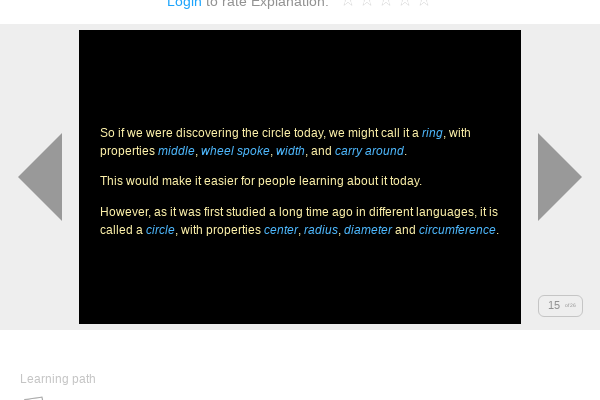 Login to rate Explanation:
So if we were discovering the circle today, we might call it a ring, with
properties middle, wheel spoke, width, and carry around.
This would make it easier for people learning about it today.
However, as it was first studied a long time ago in different languages, it is
called a circle, with properties center, radius, diameter and circumference.
15
Learning path